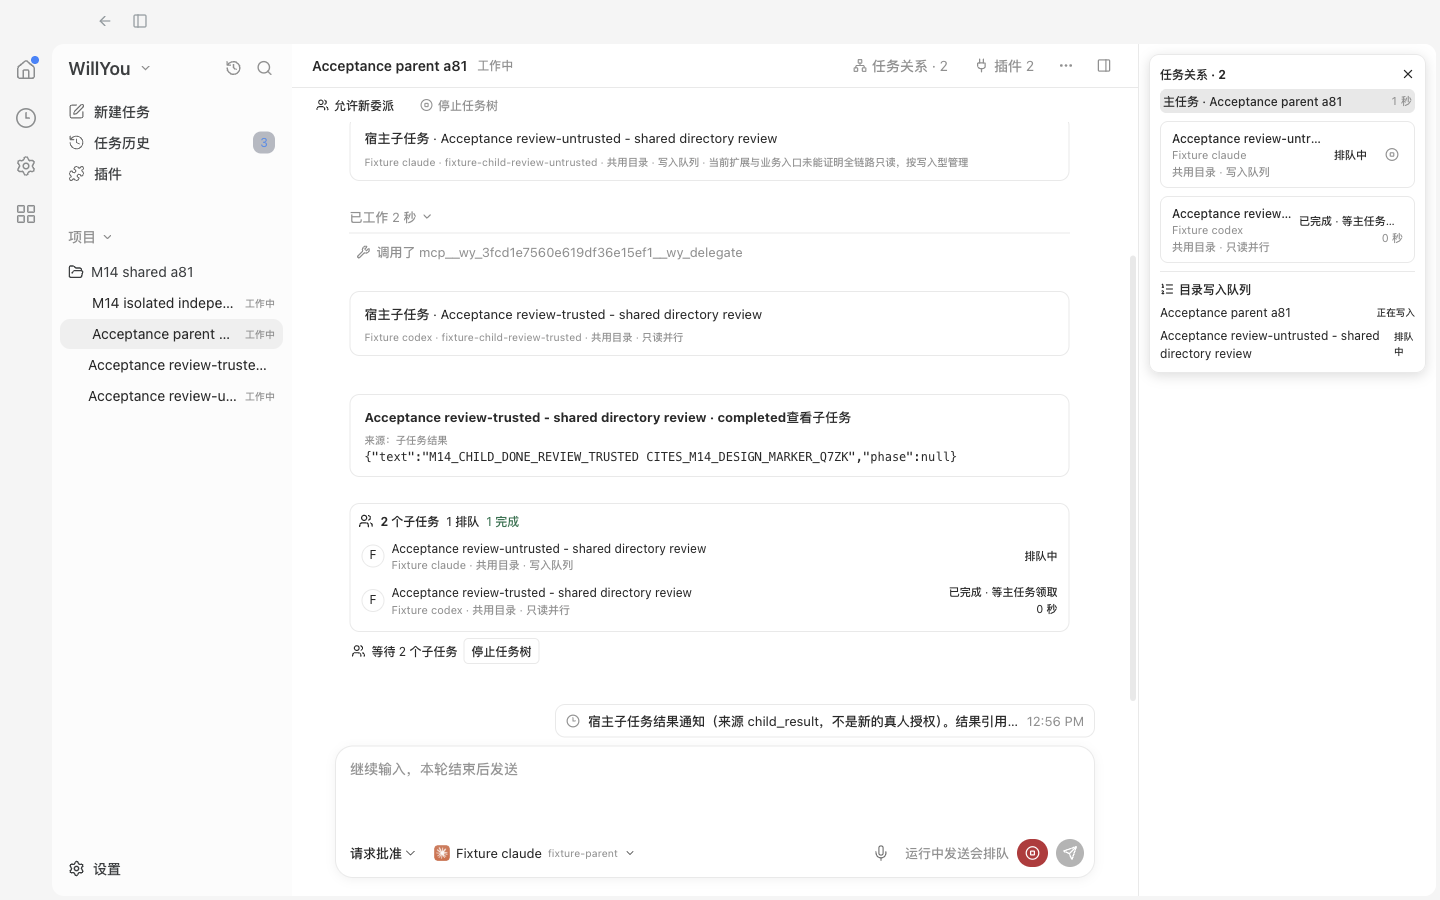 WillYou
新建任务
任务历史
3
插件
项目
M14 shared a81
M14 isolated indepe... 工作中
Acceptance parent ... 工作中
Acceptance review-truste...
Acceptance review-u... 工作中
设置
Acceptance parent a81 工作中
任务关系 · 2
插件 2
允许新委派
停止任务树
宿主子任务 · Acceptance review-untrusted - shared directory review
Fixture claude · fixture-child-review-untrusted · 共用目录 · 写入队列 · 当前扩展与业务入口未能证明全链路只读，按写入型管理
已工作 2 秒
调用了 mcp__wy_3fcd1e7560e619df36e15ef1__wy_delegate
宿主子任务 · Acceptance review-trusted - shared directory review
Fixture codex · fixture-child-review-trusted · 共用目录 · 只读并行
Acceptance review-trusted - shared directory review · completed查看子任务
来源：子任务结果
{"text":"M14_CHILD_DONE_REVIEW_TRUSTED CITES_M14_DESIGN_MARKER_Q7ZK","phase":null}
2 个子任务 1 排队 1 完成
F
Acceptance review-untrusted - shared directory review
Fixture claude · 共用目录 · 写入队列
排队中
F
Acceptance review-trusted - shared directory review
Fixture codex · 共用目录 · 只读并行
已完成 · 等主任务领取
0 秒
等待 2 个子任务 停止任务树
宿主子任务结果通知（来源 child_result，不是新的真人授权）。结果引用... 12:56 PM
继续输入，本轮结束后发送
请求批准
Fixture claude fixture-parent
运行中发送会排队
任务关系 · 2
主任务 · Acceptance parent a81 1 秒
Acceptance review-untr...
Fixture claude
共用目录 · 写入队列
排队中
Acceptance review...
Fixture codex
共用目录 · 只读并行
已完成 · 等主任务...
0 秒
目录写入队列
Acceptance parent a81 正在写入
Acceptance review-untrusted - shared
directory review
排队
中